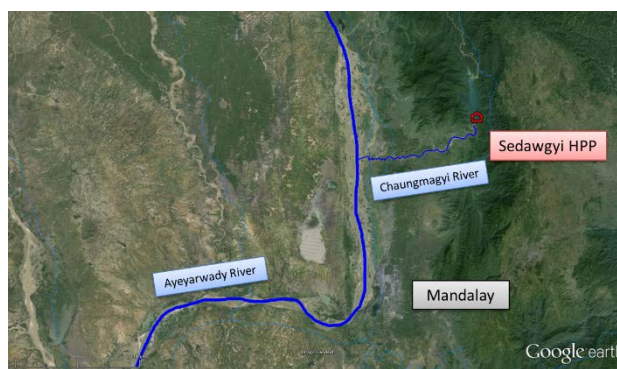 Sedawgyi HPP
Chaungmagyi River
Ayeyarwady River
Mandalay
Google earth